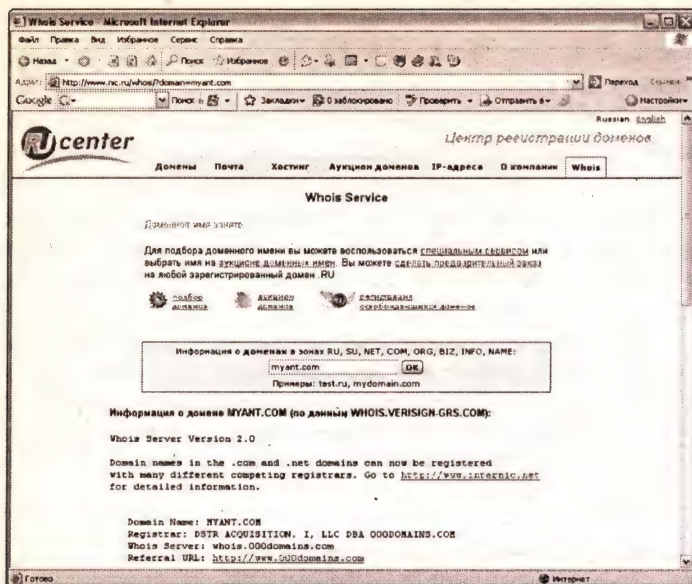 Whois Service - Microsoft Internet Explorer
Файл Правка Вид Избранное Сервис Справка
Назад Поиск Избранное
Адрес: http://www.nic.ru/whois/?domain=myant.com Переход Ссылки
Google Поиск Закладки 0 заблокировано Проверить Отправить в Настройки
Russian English
RU center
Центр регистрации доменов
Домены Почта Хостинг Аукцион доменов IP-адреса О компании Whois
Whois Service
Доменное имя занято
Для подбора доменного имени вы можете воспользоваться специальным сервисом или
выбрать имя на аукционе доменных имен. Вы можете сделать предварительный заказ
на любой зарегистрированный домен .RU
подбор доменов
аукцион доменов
регистрация освобождающихся доменов
Информация о доменах в зонах RU, SU, NET, COM, ORG, BIZ, INFO, NAME:
myant.com OK
Примеры: test.ru, mydomain.com
Информация о домене MYANT.COM (по данным WHOIS.VERISIGN-GRS.COM):
Whois Server Version 2.0
Domain names in the .com and .net domains can now be registered
with many different competing registrars. Go to http://www.internic.net
for detailed information.
Domain Name: MYANT.COM
Registrar: DSTR ACQUISITION, I, LLC DBA 000DOMAINS.COM
Whois Server: whois.000domains.com
Referral URL: http://www.000domains.com
Готово Интернет